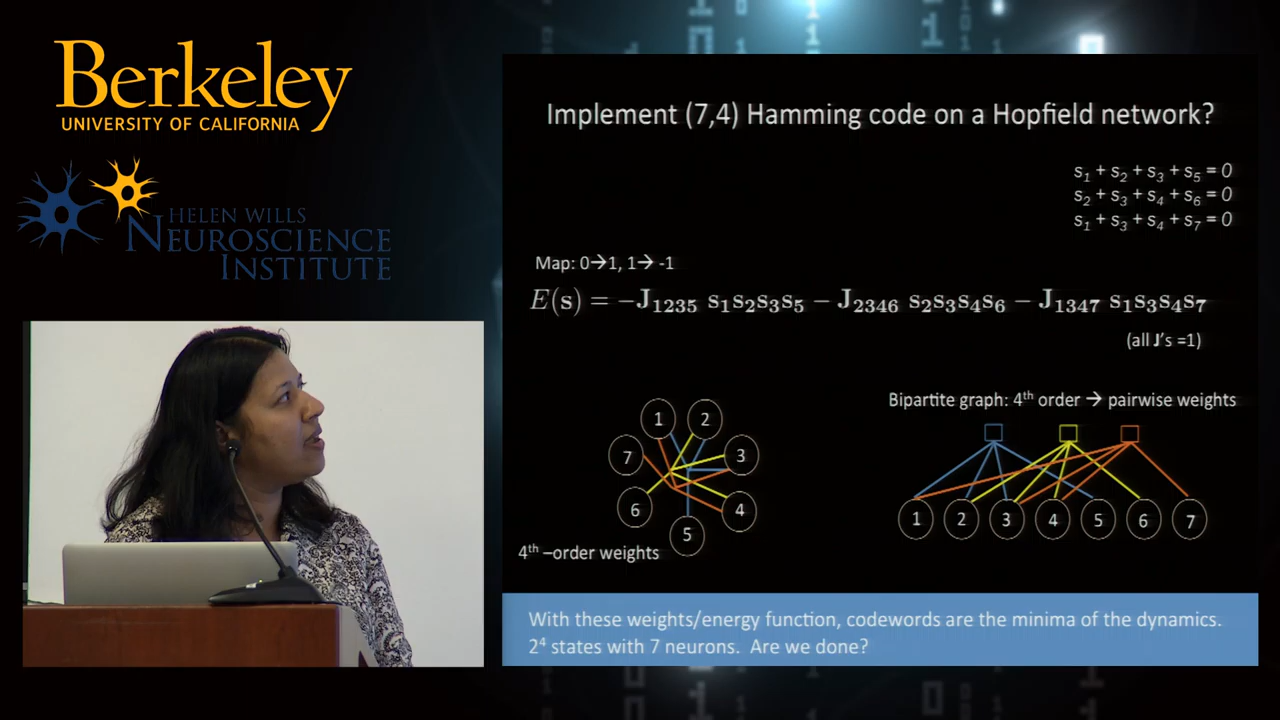 Berkeley
UNIVERSITY OF CALIFORNIA
HELEN WILLS
NEUROSCIENCE
INSTITUTE
Implement (7,4) Hamming code on a Hopfield network?
s₁ + s₂ + s₃ + s₅ = 0
s₂ + s₃ + s₄ + s₆ = 0
s₁ + s₃ + s₄ + s₇ = 0
Map: 0→1, 1→ -1
E(s) = −J₁₂₃₅ s₁s₂s₃s₅ − J₂₃₄₆ s₂s₃s₄s₆ − J₁₃₄₇ s₁s₃s₄s₇
(all J's =1)
1 2
7 3
6 4
5
4ᵗʰ –order weights
Bipartite graph: 4ᵗʰ order → pairwise weights
1 2 3 4 5 6 7
With these weights/energy function, codewords are the minima of the dynamics.
2⁴ states with 7 neurons. Are we done?